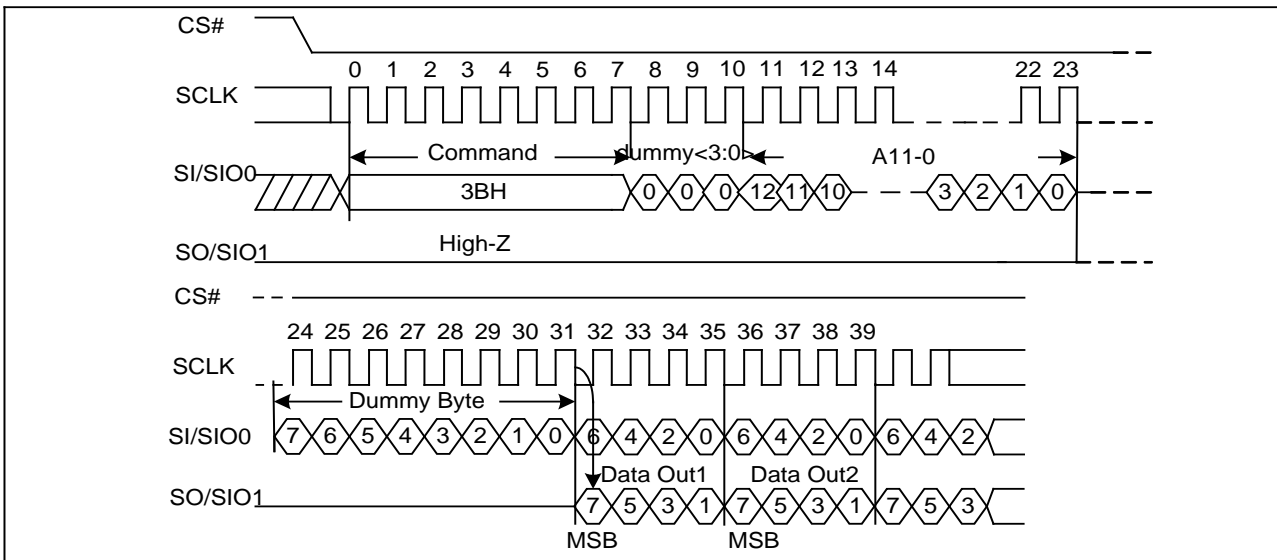 CS#
0 1 2 3 4 5 6 7 8 9 10 11 12 13 14 22 23
SCLK
Command dummy<3:0> A11-0
SI/SIO0 3BH 0 0 0 12 11 10 3 2 1 0
High-Z
SO/SIO1
CS#
24 25 26 27 28 29 30 31 32 33 34 35 36 37 38 39
SCLK
Dummy Byte
SI/SIO0 7 6 5 4 3 2 1 0 6 4 2 0 6 4 2 0 6 4 2
Data Out1 Data Out2
SO/SIO1 7 5 3 1 7 5 3 1 7 5 3
MSB MSB